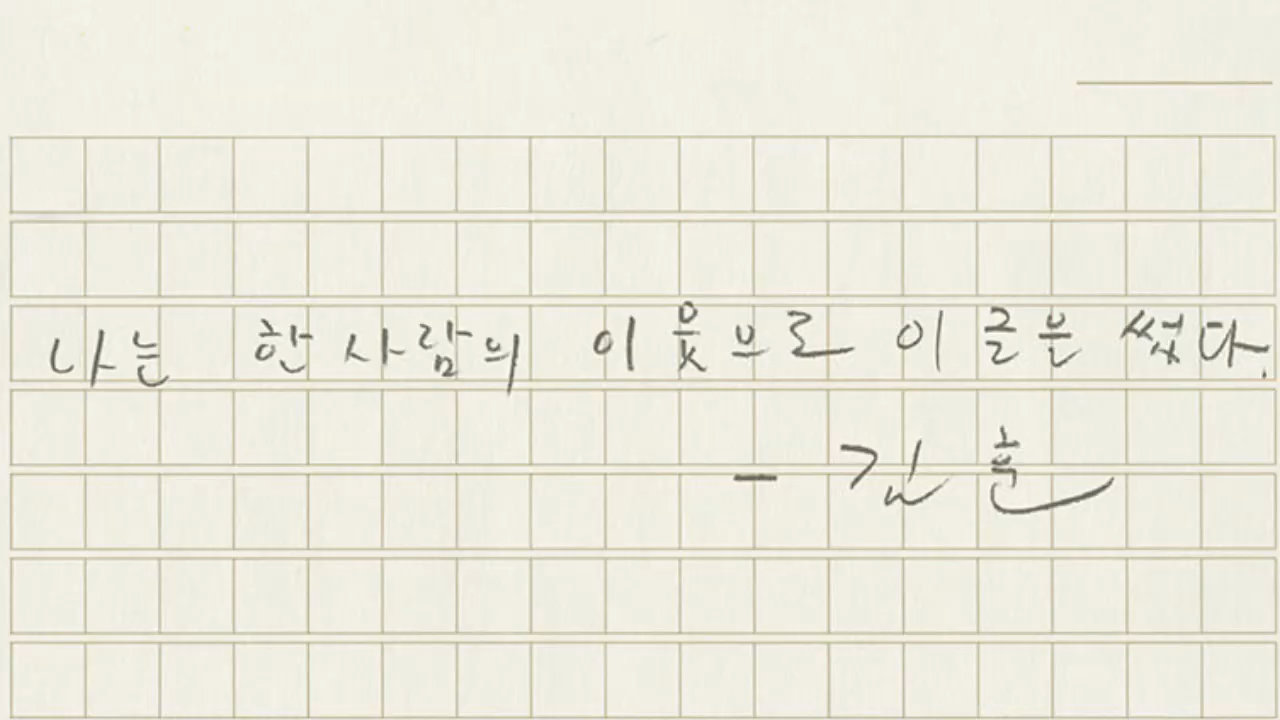 나는 한 사람의 이웃으로 이 글을 썼다.
- 김훈